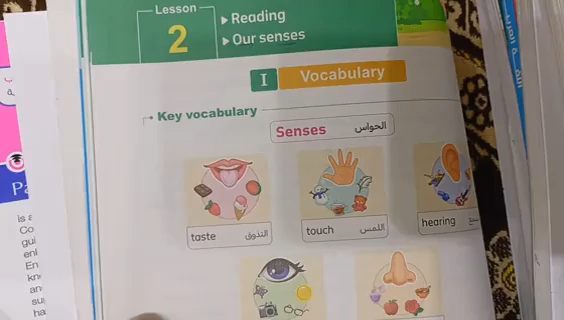 Lesson
2
Reading
Our senses
I
Vocabulary
Key vocabulary
Senses الحواس
taste التذوق
touch اللمس
hearing